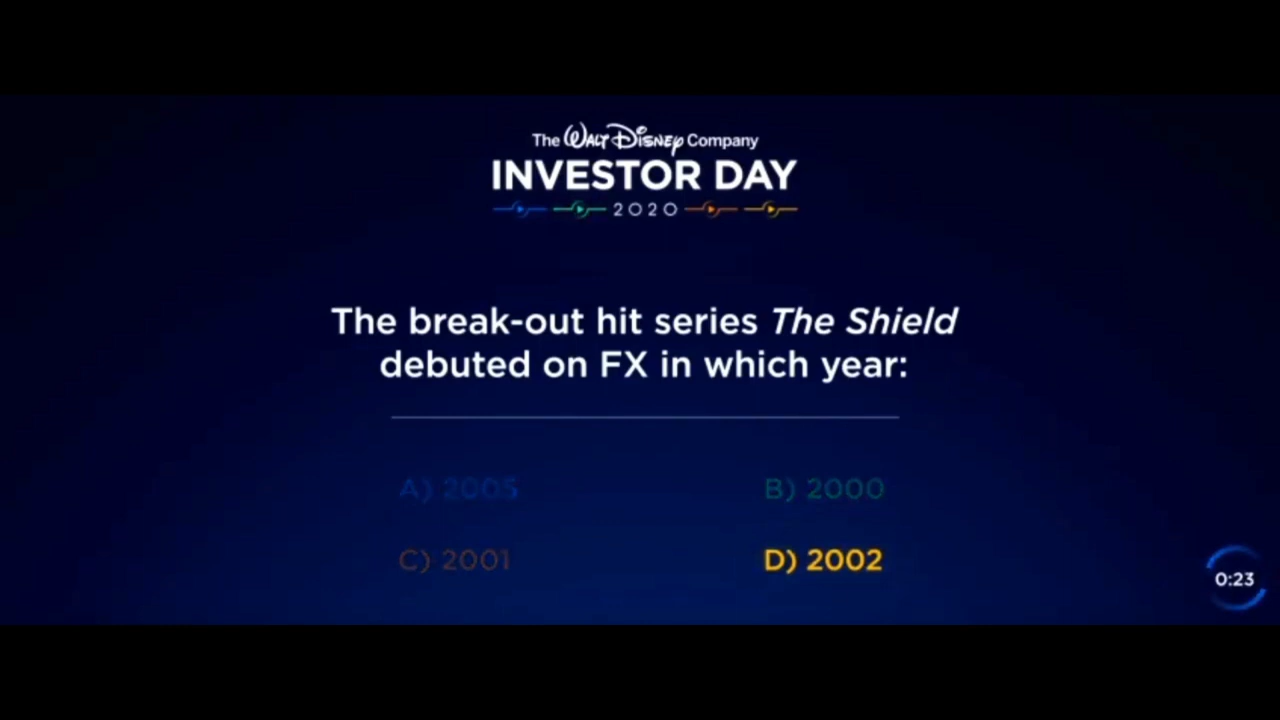 The Walt Disney Company
INVESTOR DAY
2020
The break-out hit series The Shield
debuted on FX in which year:
A) 2005
B) 2000
C) 2001
D) 2002
0:23